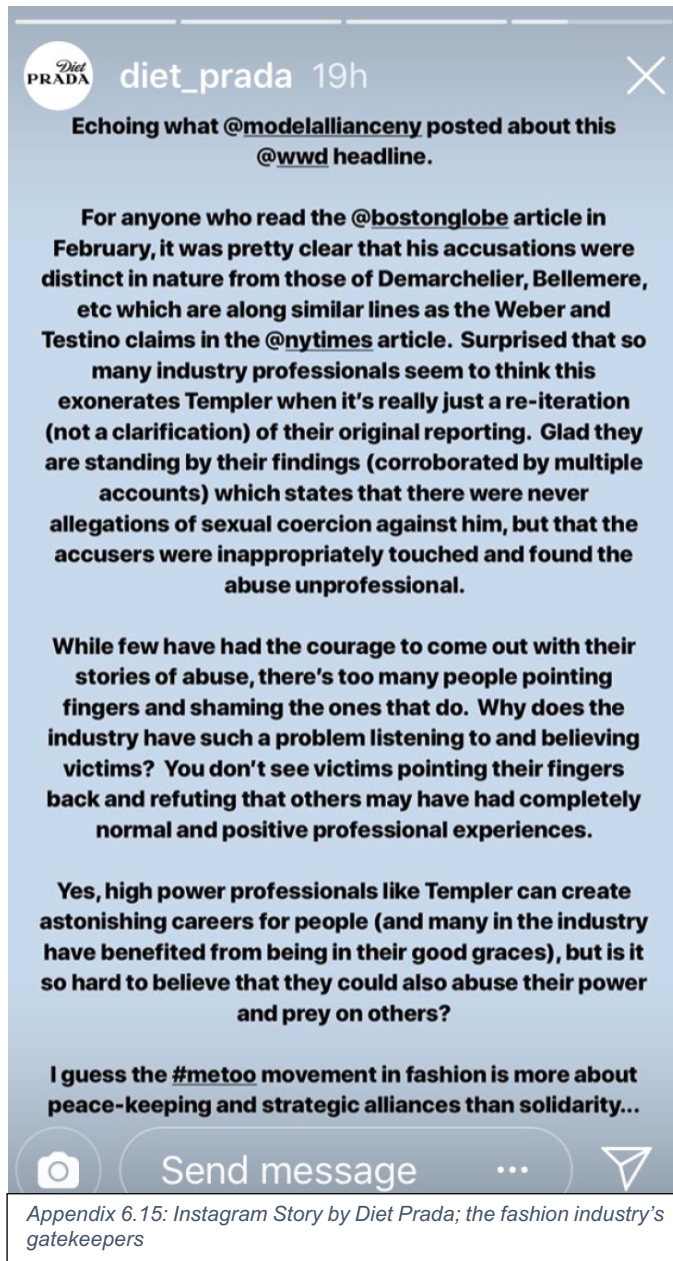 Diet
PRADA
diet_prada 19h
Echoing what @modelallianceny posted about this
@wwd headline.
For anyone who read the @bostonglobe article in
February, it was pretty clear that his accusations were
distinct in nature from those of Demarchelier, Bellemere,
etc which are along similar lines as the Weber and
Testino claims in the @nytimes article. Surprised that so
many industry professionals seem to think this
exonerates Templer when it's really just a re-iteration
(not a clarification) of their original reporting. Glad they
are standing by their findings (corroborated by multiple
accounts) which states that there were never
allegations of sexual coercion against him, but that the
accusers were inappropriately touched and found the
abuse unprofessional.
While few have had the courage to come out with their
stories of abuse, there's too many people pointing
fingers and shaming the ones that do. Why does the
industry have such a problem listening to and believing
victims? You don't see victims pointing their fingers
back and refuting that others may have had completely
normal and positive professional experiences.
Yes, high power professionals like Templer can create
astonishing careers for people (and many in the industry
have benefited from being in their good graces), but is it
so hard to believe that they could also abuse their power
and prey on others?
I guess the #metoo movement in fashion is more about
peace-keeping and strategic alliances than solidarity...
Send message
Appendix 6.15: Instagram Story by Diet Prada; the fashion industry's
gatekeepers